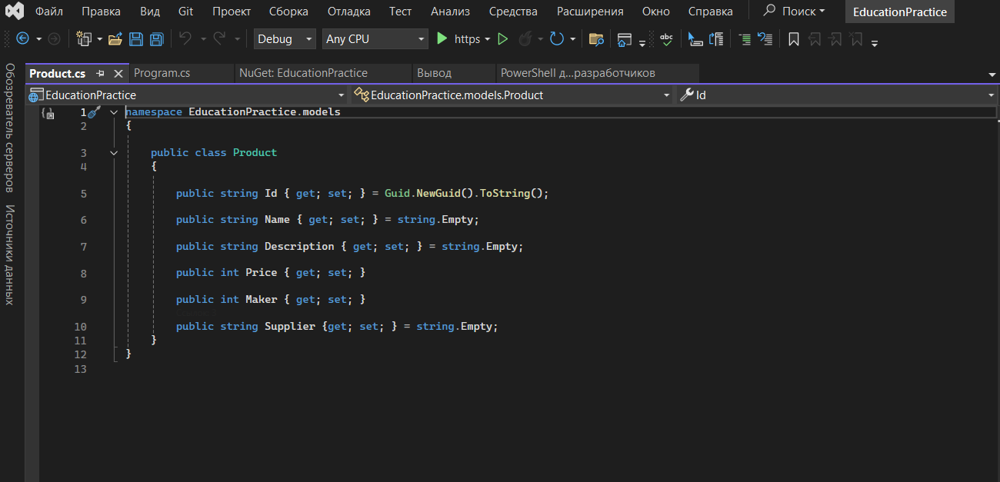 Файл Правка Вид Git Проект Сборка Отладка Тест Анализ Средства Расширения Окно Справка Поиск EducationPractice
Debug Any CPU https abc
Обозреватель серверов
Источники данных
Product.cs Program.cs NuGet: EducationPractice Вывод PowerShell д...разработчиков
EducationPractice EducationPractice.models.Product Id
1 namespace EducationPractice.models
2 {
3 public class Product
4 {
5 public string Id { get; set; } = Guid.NewGuid().ToString();
6 public string Name { get; set; } = string.Empty;
7 public string Description { get; set; } = string.Empty;
8 public int Price { get; set; }
9 public int Maker { get; set; }
10 public string Supplier {get; set; } = string.Empty;
11 }
12 }
13